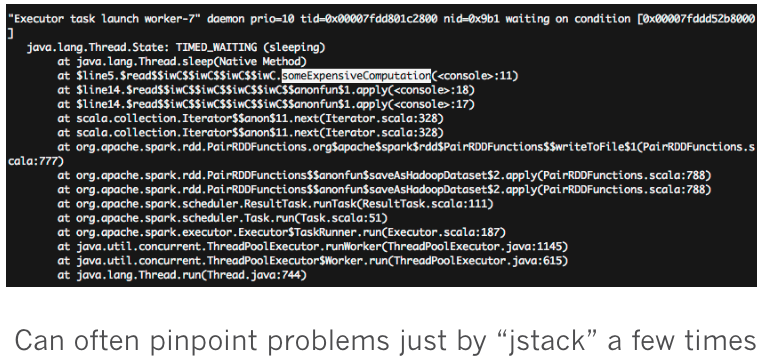 "Executor task launch worker-7" daemon prio=10 tid=0x00007fdd801c2800 nid=0x9b1 waiting on condition [0x00007fddd52b8000
]
java.lang.Thread.State: TIMED_WAITING (sleeping)
at java.lang.Thread.sleep(Native Method)
at $line5.$read$$iwC$$iwC$$iwC$$iwC.someExpensiveComputation(<console>:11)
at $line14.$read$$iwC$$iwC$$iwC$$iwC$$anonfun$1.apply(<console>:18)
at $line14.$read$$iwC$$iwC$$iwC$$iwC$$anonfun$1.apply(<console>:17)
at scala.collection.Iterator$$anon$11.next(Iterator.scala:328)
at scala.collection.Iterator$$anon$11.next(Iterator.scala:328)
at org.apache.spark.rdd.PairRDDFunctions.org$apache$spark$rdd$PairRDDFunctions$$writeToFile$1(PairRDDFunctions.s
cala:777)
at org.apache.spark.rdd.PairRDDFunctions$$anonfun$saveAsHadoopDataset$2.apply(PairRDDFunctions.scala:788)
at org.apache.spark.rdd.PairRDDFunctions$$anonfun$saveAsHadoopDataset$2.apply(PairRDDFunctions.scala:788)
at org.apache.spark.scheduler.ResultTask.runTask(ResultTask.scala:111)
at org.apache.spark.scheduler.Task.run(Task.scala:51)
at org.apache.spark.executor.Executor$TaskRunner.run(Executor.scala:187)
at java.util.concurrent.ThreadPoolExecutor.runWorker(ThreadPoolExecutor.java:1145)
at java.util.concurrent.ThreadPoolExecutor$Worker.run(ThreadPoolExecutor.java:615)
at java.lang.Thread.run(Thread.java:744)
Can often pinpoint problems just by “jstack” a few times